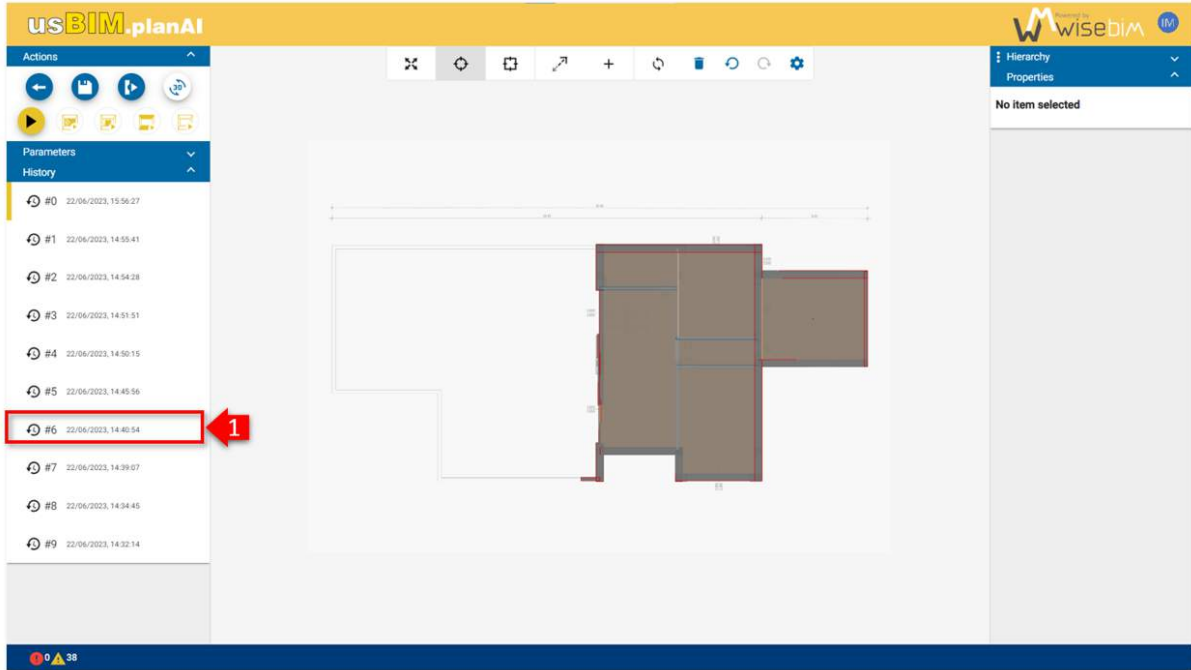 usBIM.planAI
Powered by
wisebim
IM
Actions
3D
Parameters
History
#0 22/06/2023, 15:56:27
#1 22/06/2023, 14:55:41
#2 22/06/2023, 14:54:28
#3 22/06/2023, 14:51:51
#4 22/06/2023, 14:50:15
#5 22/06/2023, 14:45:56
#6 22/06/2023, 14:40:54
1
#7 22/06/2023, 14:39:07
#8 22/06/2023, 14:34:45
#9 22/06/2023, 14:32:14
Hierarchy
Properties
No item selected
0 38